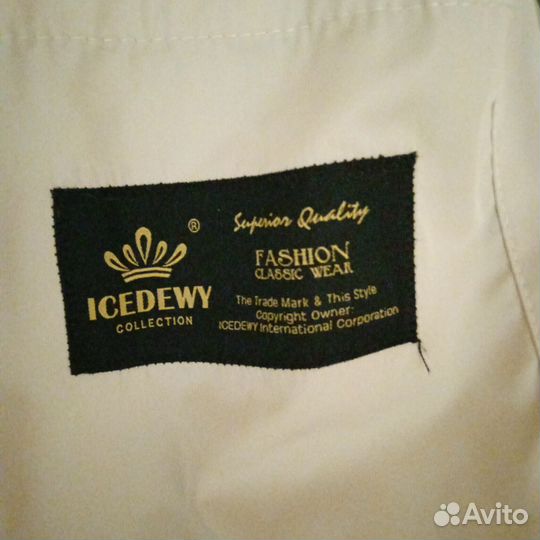 ®
ICEDEWY
COLLECTION
Superior Quality
FASHION
CLASSIC WEAR
The Trade Mark & This Style
Copyright Owner:
ICEDEWY International Corporation
Avito